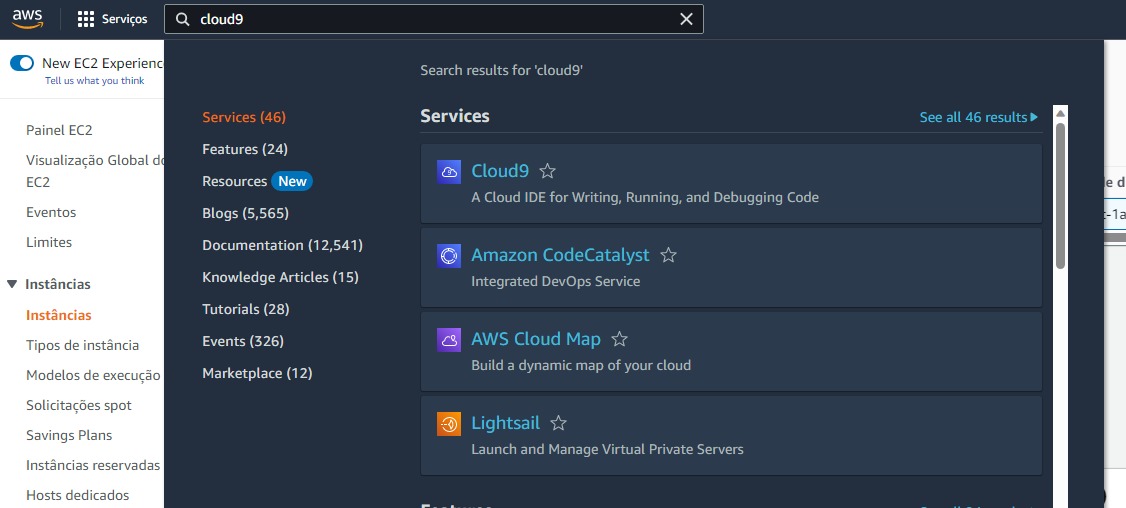 aws
Serviços
cloud9
New EC2 Experience
Tell us what you think
Painel EC2
Visualização Global do
EC2
Eventos
Limites
Instâncias
Instâncias
Tipos de instância
Modelos de execução
Solicitações spot
Savings Plans
Instâncias reservadas
Hosts dedicados
Search results for 'cloud9'
Services (46)
Features (24)
Resources New
Blogs (5,565)
Documentation (12,541)
Knowledge Articles (15)
Tutorials (28)
Events (326)
Marketplace (12)
Services
See all 46 results
Cloud9
A Cloud IDE for Writing, Running, and Debugging Code
Amazon CodeCatalyst
Integrated DevOps Service
AWS Cloud Map
Build a dynamic map of your cloud
Lightsail
Launch and Manage Virtual Private Servers
Features